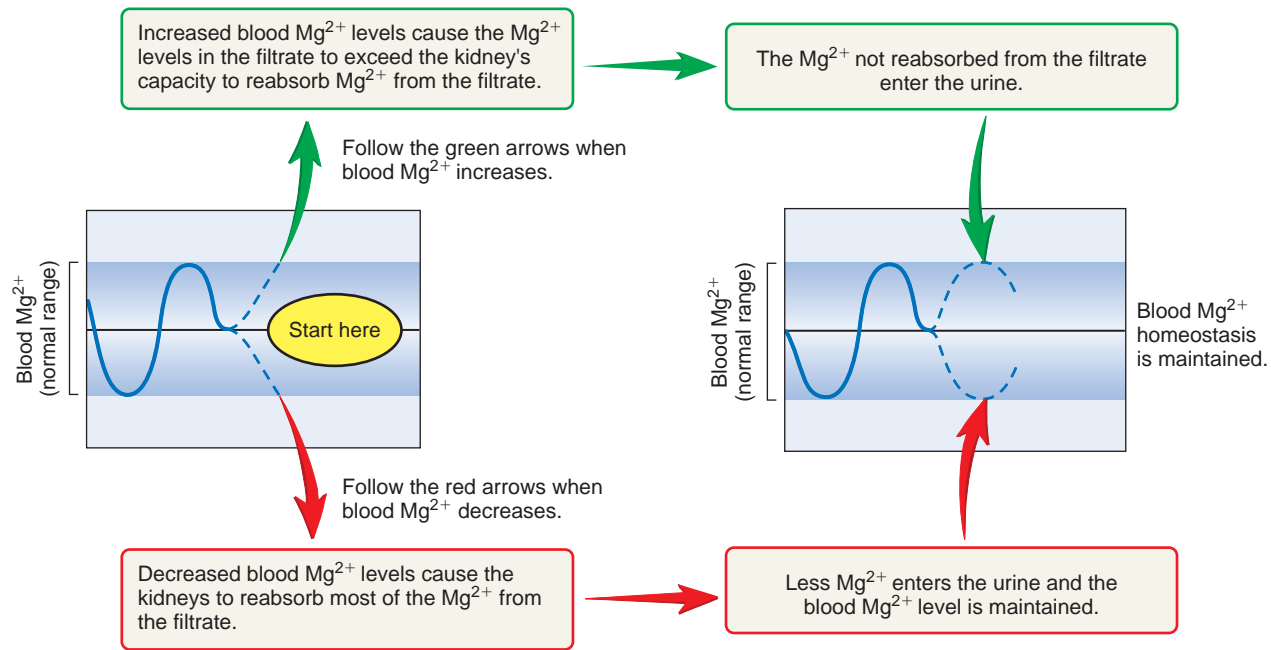 Increased blood Mg²⁺ levels cause the Mg²⁺
levels in the filtrate to exceed the kidney's
capacity to reabsorb Mg²⁺ from the filtrate.
The Mg²⁺ not reabsorbed from the filtrate
enter the urine.
Follow the green arrows when
blood Mg²⁺ increases.
Blood Mg²⁺
(normal range)
Start here
Blood Mg²⁺
(normal range)
Blood Mg²⁺
homeostasis
is maintained.
Follow the red arrows when
blood Mg²⁺ decreases.
Decreased blood Mg²⁺ levels cause the
kidneys to reabsorb most of the Mg²⁺ from
the filtrate.
Less Mg²⁺ enters the urine and the
blood Mg²⁺ level is maintained.